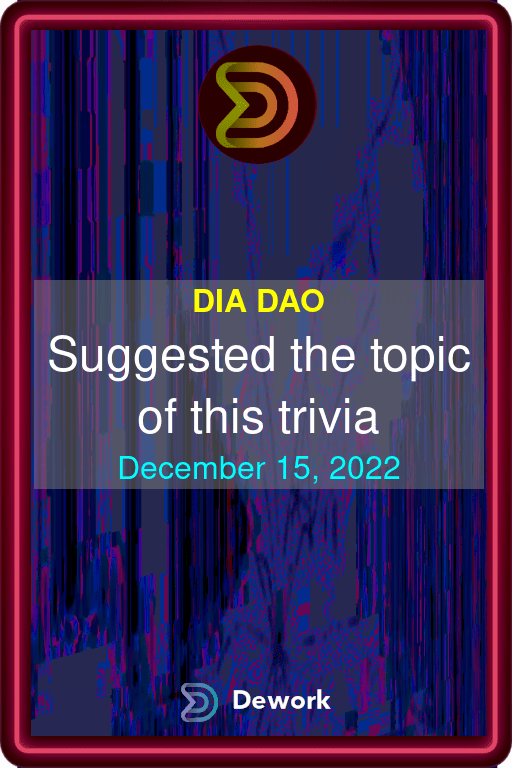 DIA DAO
Suggested the topic
of this trivia
December 15, 2022
Dework